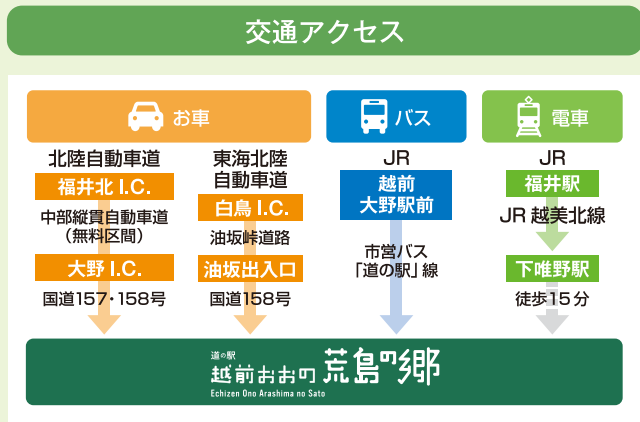 交通アクセス
お車
北陸自動車道
福井北 I.C.
中部縦貫自動車道
（無料区間）
大野 I.C.
国道157・158号
東海北陸
自動車道
白鳥 I.C.
油坂峠道路
油坂出入口
国道158号
バス
JR
越前
大野駅前
市営バス
「道の駅」線
電車
JR
福井駅
JR 越美北線
下唯野駅
徒歩15分
道の駅
越前おおの 荒島の郷
Echizen Ono Arashima no Sato